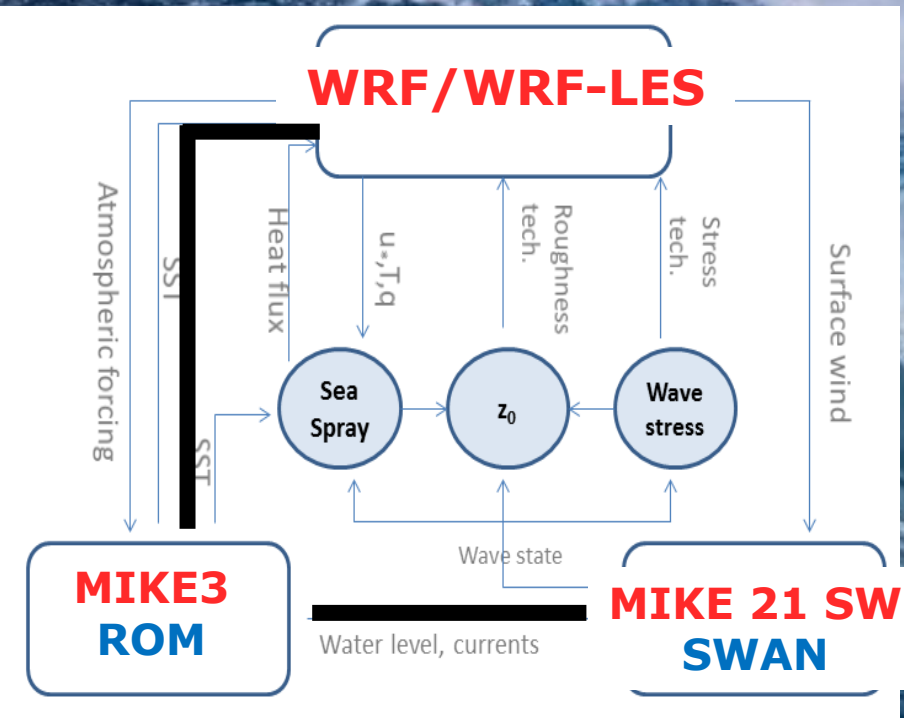 WRF/WRF-LES
Atmospheric forcing
SST
Heat flux
u*,T,q
Roughness
tech.
Stress
tech.
Surface wind
Sea
Spray
z0
Wave
stress
SST
Wave state
MIKE3
ROM
Water level, currents
MIKE 21 SW
SWAN